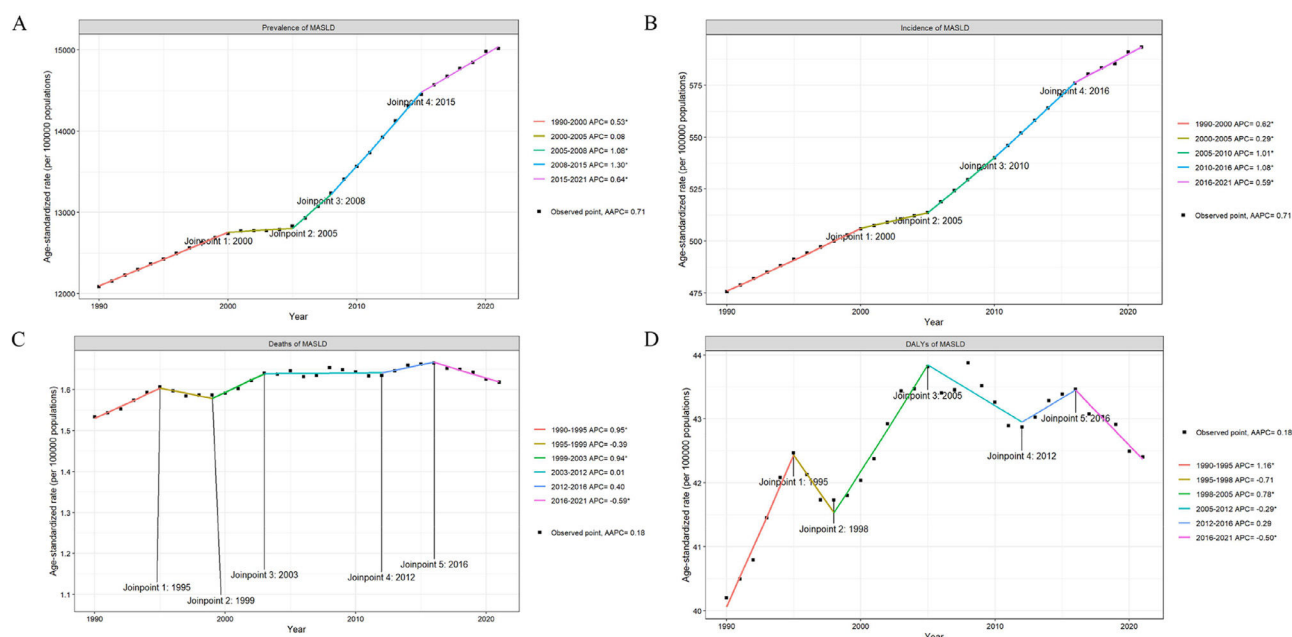 A
Prevalence of MASLD
Age-standardized rate (per 100000 populations)
15000
14000
13000
12000
Joinpoint 4: 2015
Joinpoint 3: 2008
Joinpoint 1: 2000
Joinpoint 2: 2005
1990
2000
2010
2020
Year
1990-2000 APC= 0.53*
2000-2005 APC= 0.08
2005-2008 APC= 1.08*
2008-2015 APC= 1.30*
2015-2021 APC= 0.64*
Observed point, AAPC= 0.71
B
Incidence of MASLD
Age-standardized rate (per 100000 populations)
575
550
525
500
475
Joinpoint 4: 2016
Joinpoint 3: 2010
Joinpoint 2: 2005
Joinpoint 1: 2000
1990
2000
2010
2020
Year
1990-2000 APC= 0.62*
2000-2005 APC= 0.29*
2005-2010 APC= 1.01*
2010-2016 APC= 1.08*
2016-2021 APC= 0.59*
Observed point, AAPC= 0.71
C
Deaths of MASLD
Age-standardized rate (per 100000 populations)
1.6
1.5
1.4
1.3
1.2
1.1
Joinpoint 5: 2016
Joinpoint 3: 2003
Joinpoint 4: 2012
Joinpoint 1: 1995
Joinpoint 2: 1999
1990
2000
2010
2020
Year
1990-1995 APC= 0.95*
1995-1999 APC= -0.39
1999-2003 APC= 0.94*
2003-2012 APC= 0.01
2012-2016 APC= 0.40
2016-2021 APC= -0.59*
Observed point, AAPC= 0.18
D
DALYs of MASLD
Age-standardized rate (per 100000 populations)
44
43
42
41
40
Joinpoint 3: 2005
Joinpoint 5: 2016
Joinpoint 4: 2012
Joinpoint 1: 1995
Joinpoint 2: 1998
1990
2000
2010
2020
Year
Observed point, AAPC= 0.18
1990-1995 APC= 1.16*
1995-1998 APC= -0.71
1998-2005 APC= 0.78*
2005-2012 APC= -0.29*
2012-2016 APC= 0.29
2016-2021 APC= -0.50*